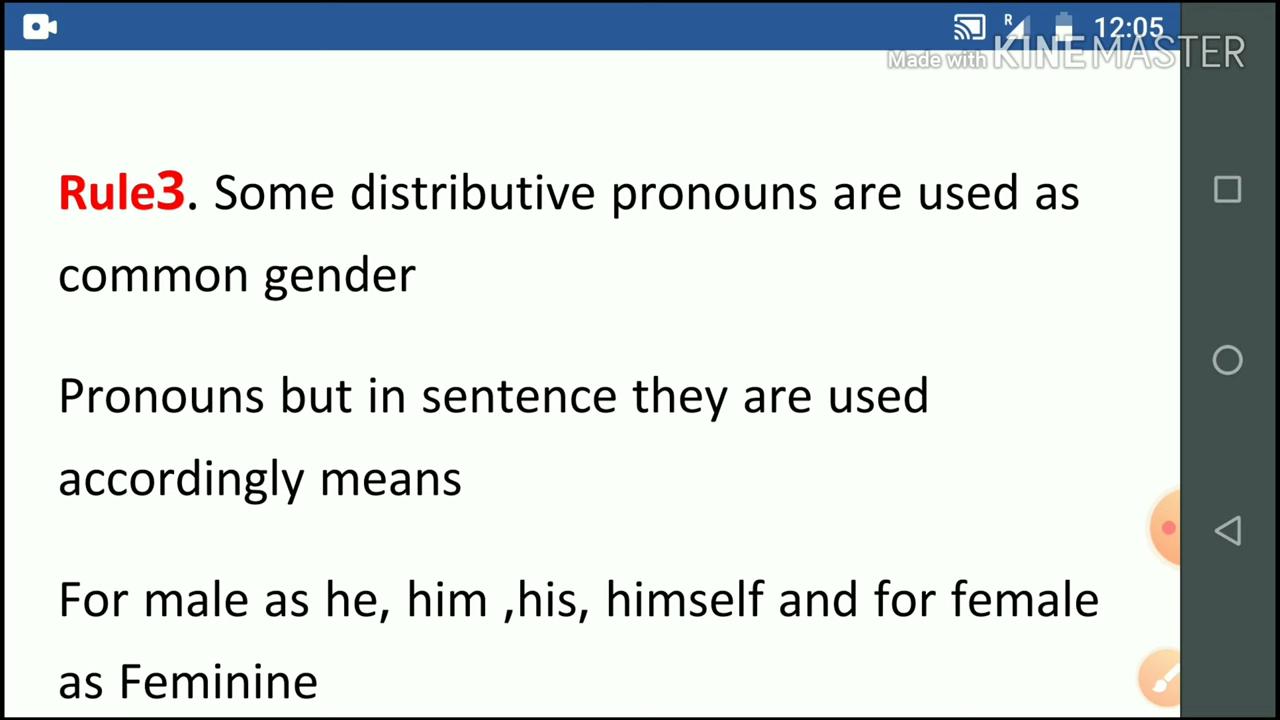 12:05
Made with KINEMASTER
Rule3. Some distributive pronouns are used as
common gender
Pronouns but in sentence they are used
accordingly means
For male as he, him ,his, himself and for female
as Feminine